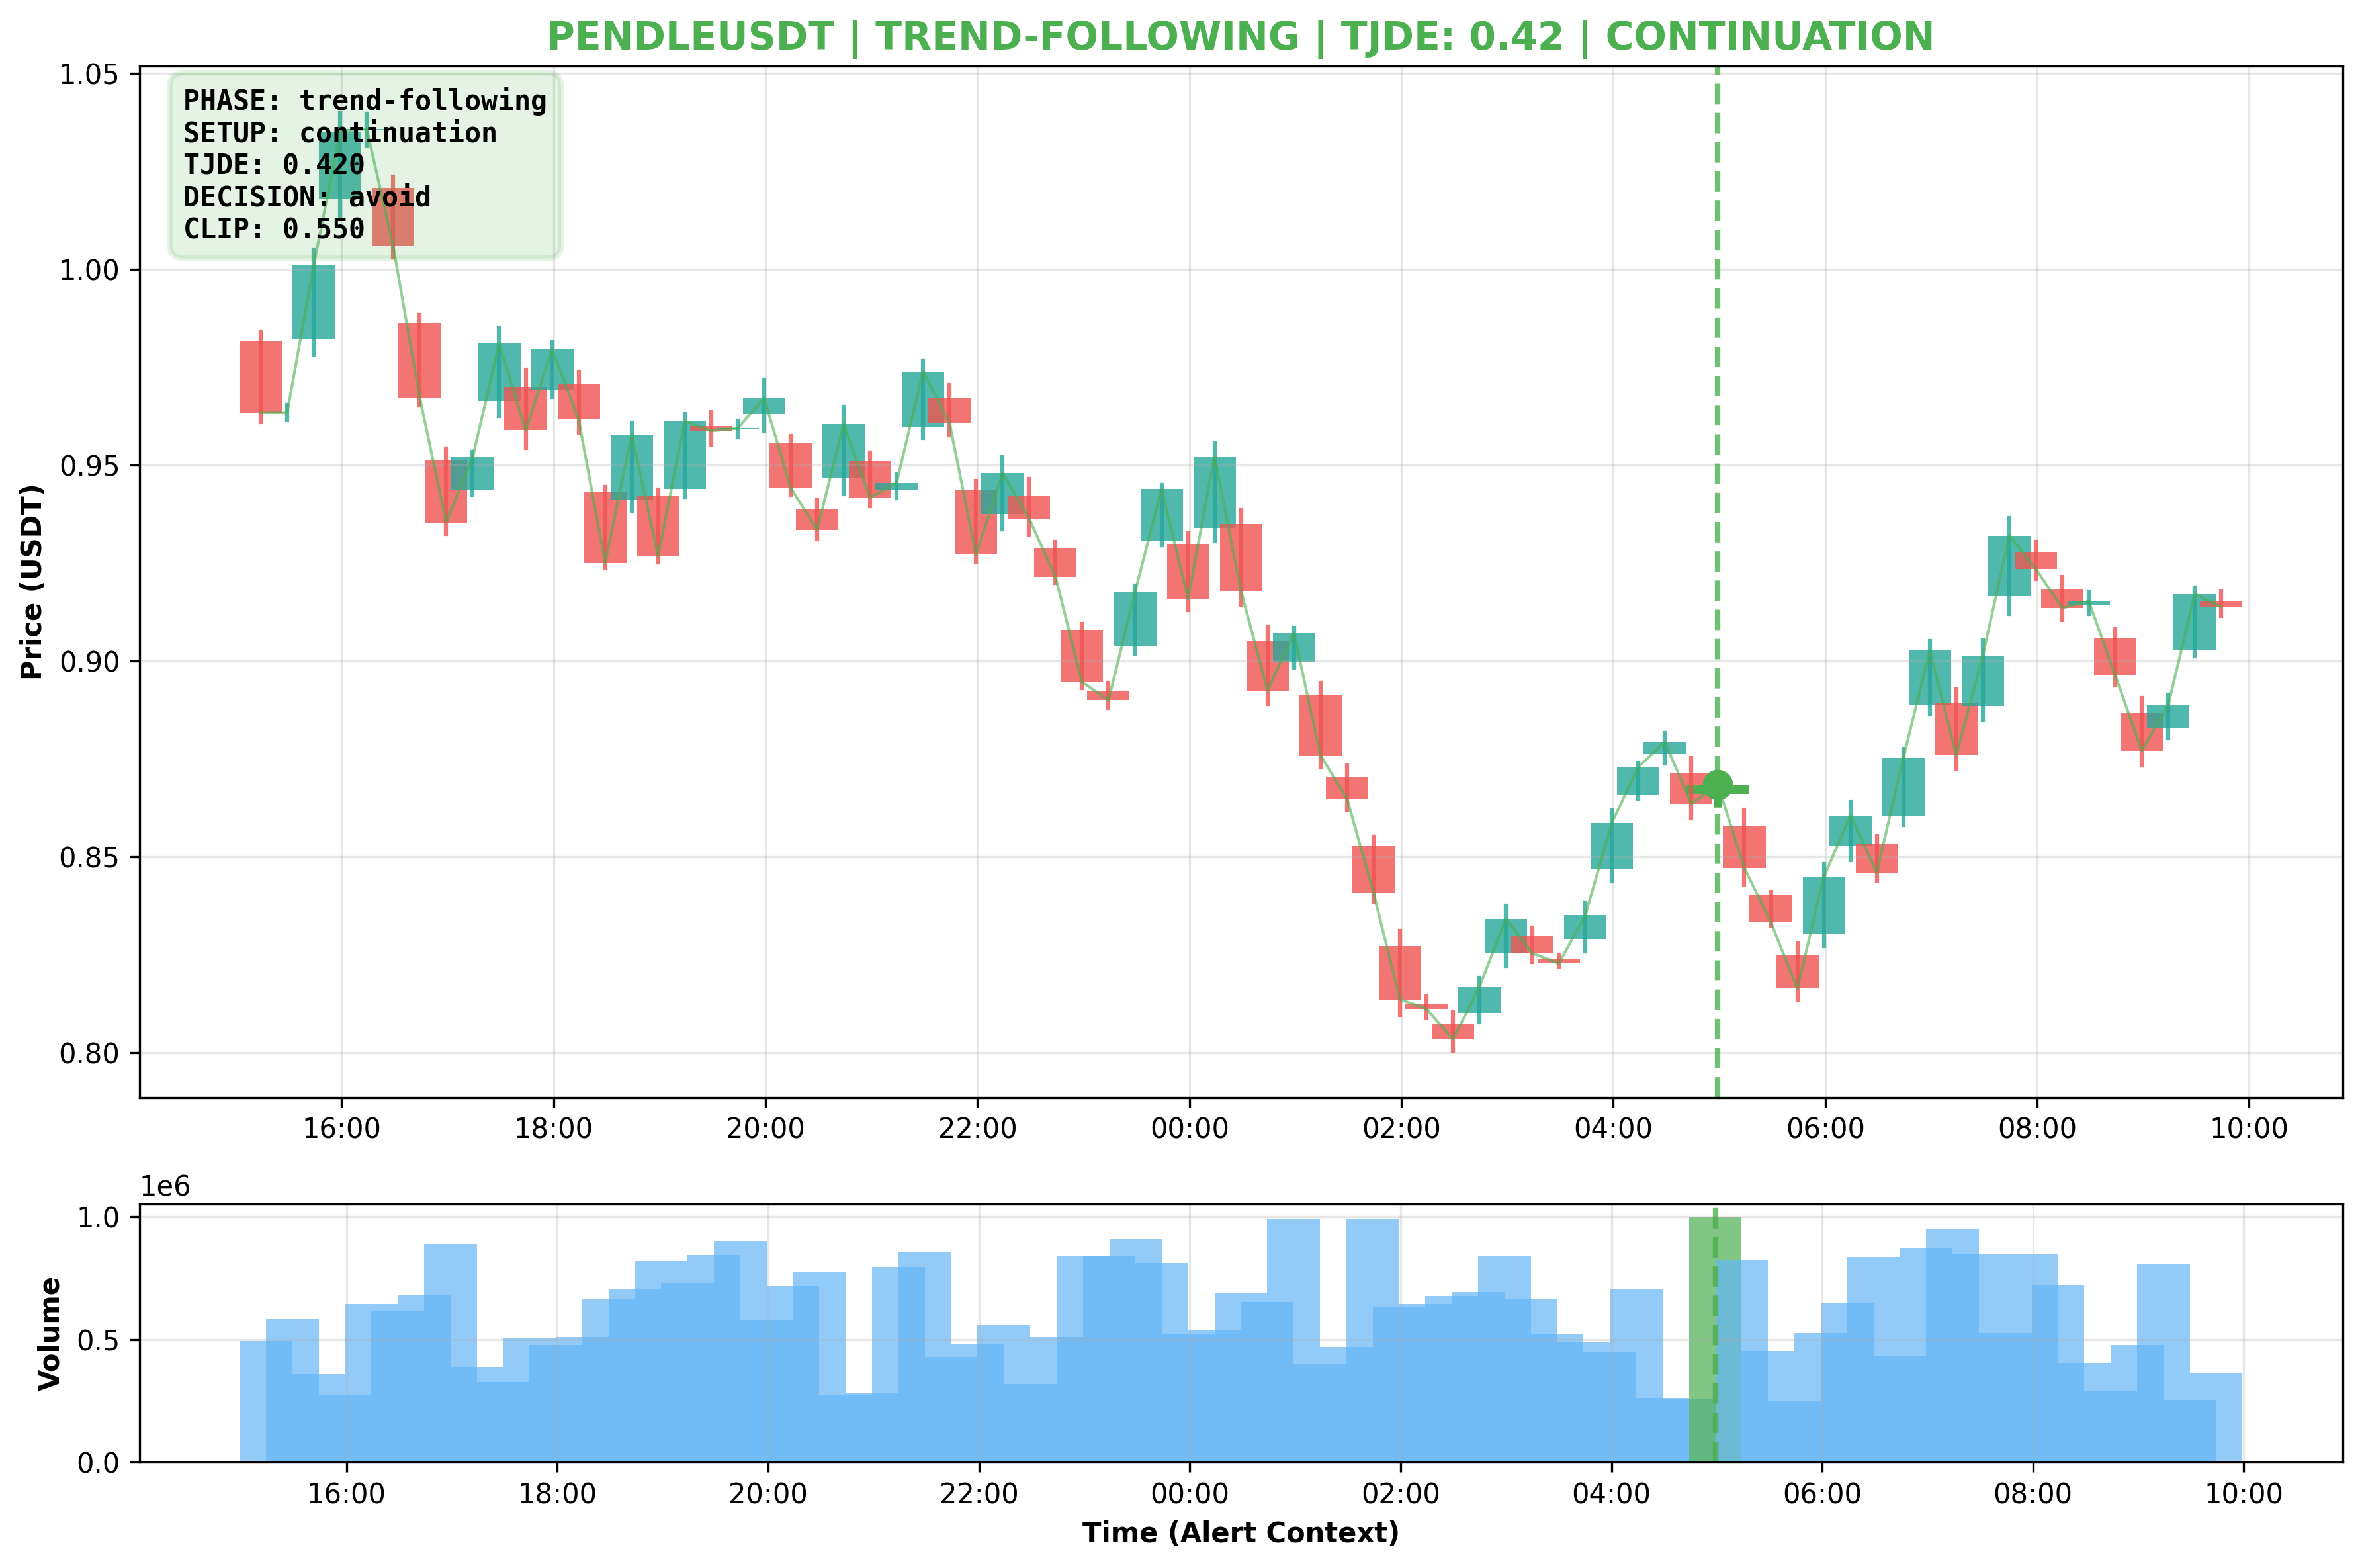 PENDLEUSDT | TREND-FOLLOWING | TJDE: 0.42 | CONTINUATION
PHASE: trend-following
SETUP: continuation
TJDE: 0.420
DECISION: avoid
CLIP: 0.550
Price (USDT)
1.05
1.00
0.95
0.90
0.85
0.80
16:00 18:00 20:00 22:00 00:00 02:00 04:00 06:00 08:00 10:00
1e6
Volume
1.0
0.5
0.0
16:00 18:00 20:00 22:00 00:00 02:00 04:00 06:00 08:00 10:00
Time (Alert Context)